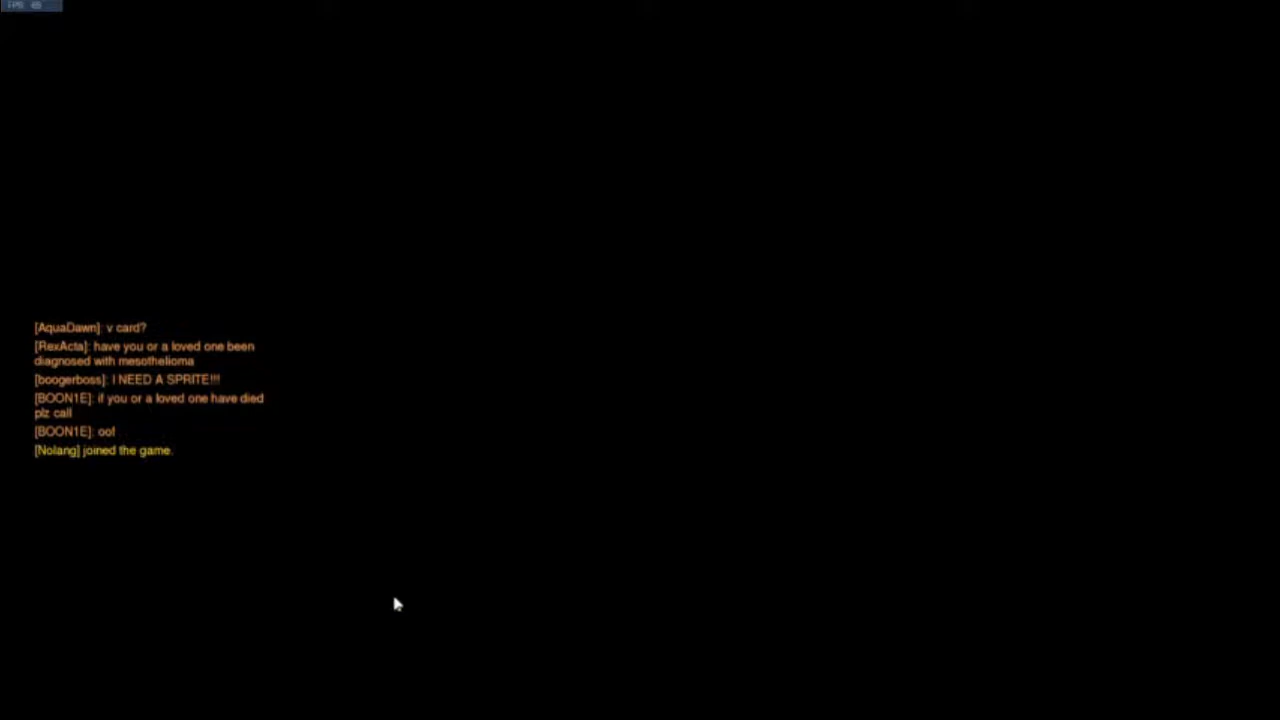 FPS
[AquaDawn]: v card?
[RexActa]: have you or a loved one been
diagnosed with mesothelioma
[boogerboss]: I NEED A SPRITE!!!
[BOON1E]: if you or a loved one have died
plz call
[BOON1E]: oof
[Nolang] joined the game.